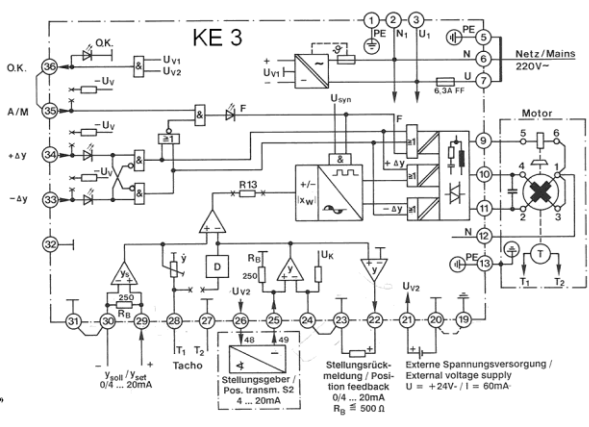 KE 3
1 2 3
PE N₁ U₁
PE 5
N 6
U 7
Netz/Mains
220V~
6,3A FF
O.K.
O.K. 36
& Uv1
Uv2
Uv1
ϑ
~
−Uv
A/M 35
−Uv
&
F
Usyn
F
≥1
≥1
+Δy 34
&
−Uv
−Δy 33
&
R13
&
+/−
|xw|
+Δy
≥1
−Δy
≥1
9
10
11
N 12
PE 13
Motor
5 6
4 1
2 3
T
T₁ T₂
32
ys
250
RB
ẏ
D
RB
250
y
UK
y
Uv2
Uv2
31 30 29 28 27 26 25 24 23 22 21 20 19
− +
ysoll/yset
0/4 ... 20mA
T₁ T₂
Tacho
48 49
Stellungsgeber/
Pos. transm. S2
4 ... 20mA
Stellungsrück-
meldung / Posi
tion feedback
0/4 ... 20mA
RB ≦ 500 Ω
Externe Spannungsversorgung /
External voltage supply
U = +24V- / I = 60mA-